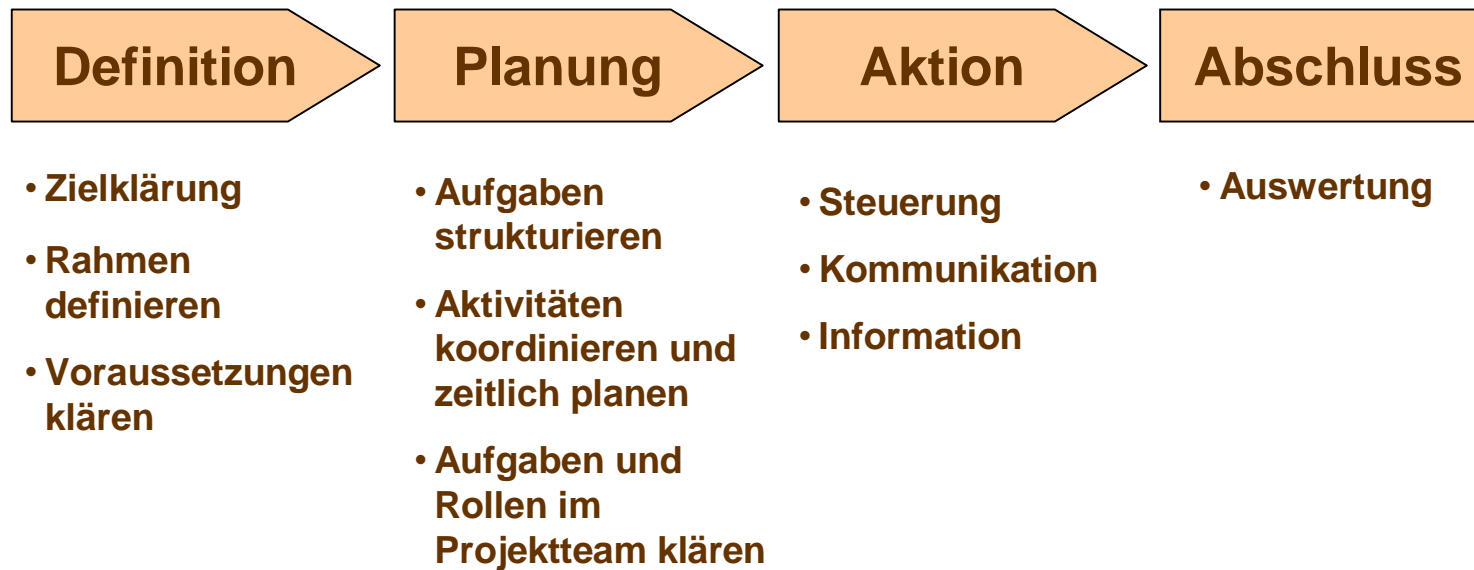 Definition
Planung
Aktion
Abschluss
• Zielklärung
• Rahmen
definieren
• Voraussetzungen
klären
• Aufgaben
strukturieren
• Aktivitäten
koordinieren und
zeitlich planen
• Aufgaben und
Rollen im
Projektteam klären
• Steuerung
• Kommunikation
• Information
• Auswertung